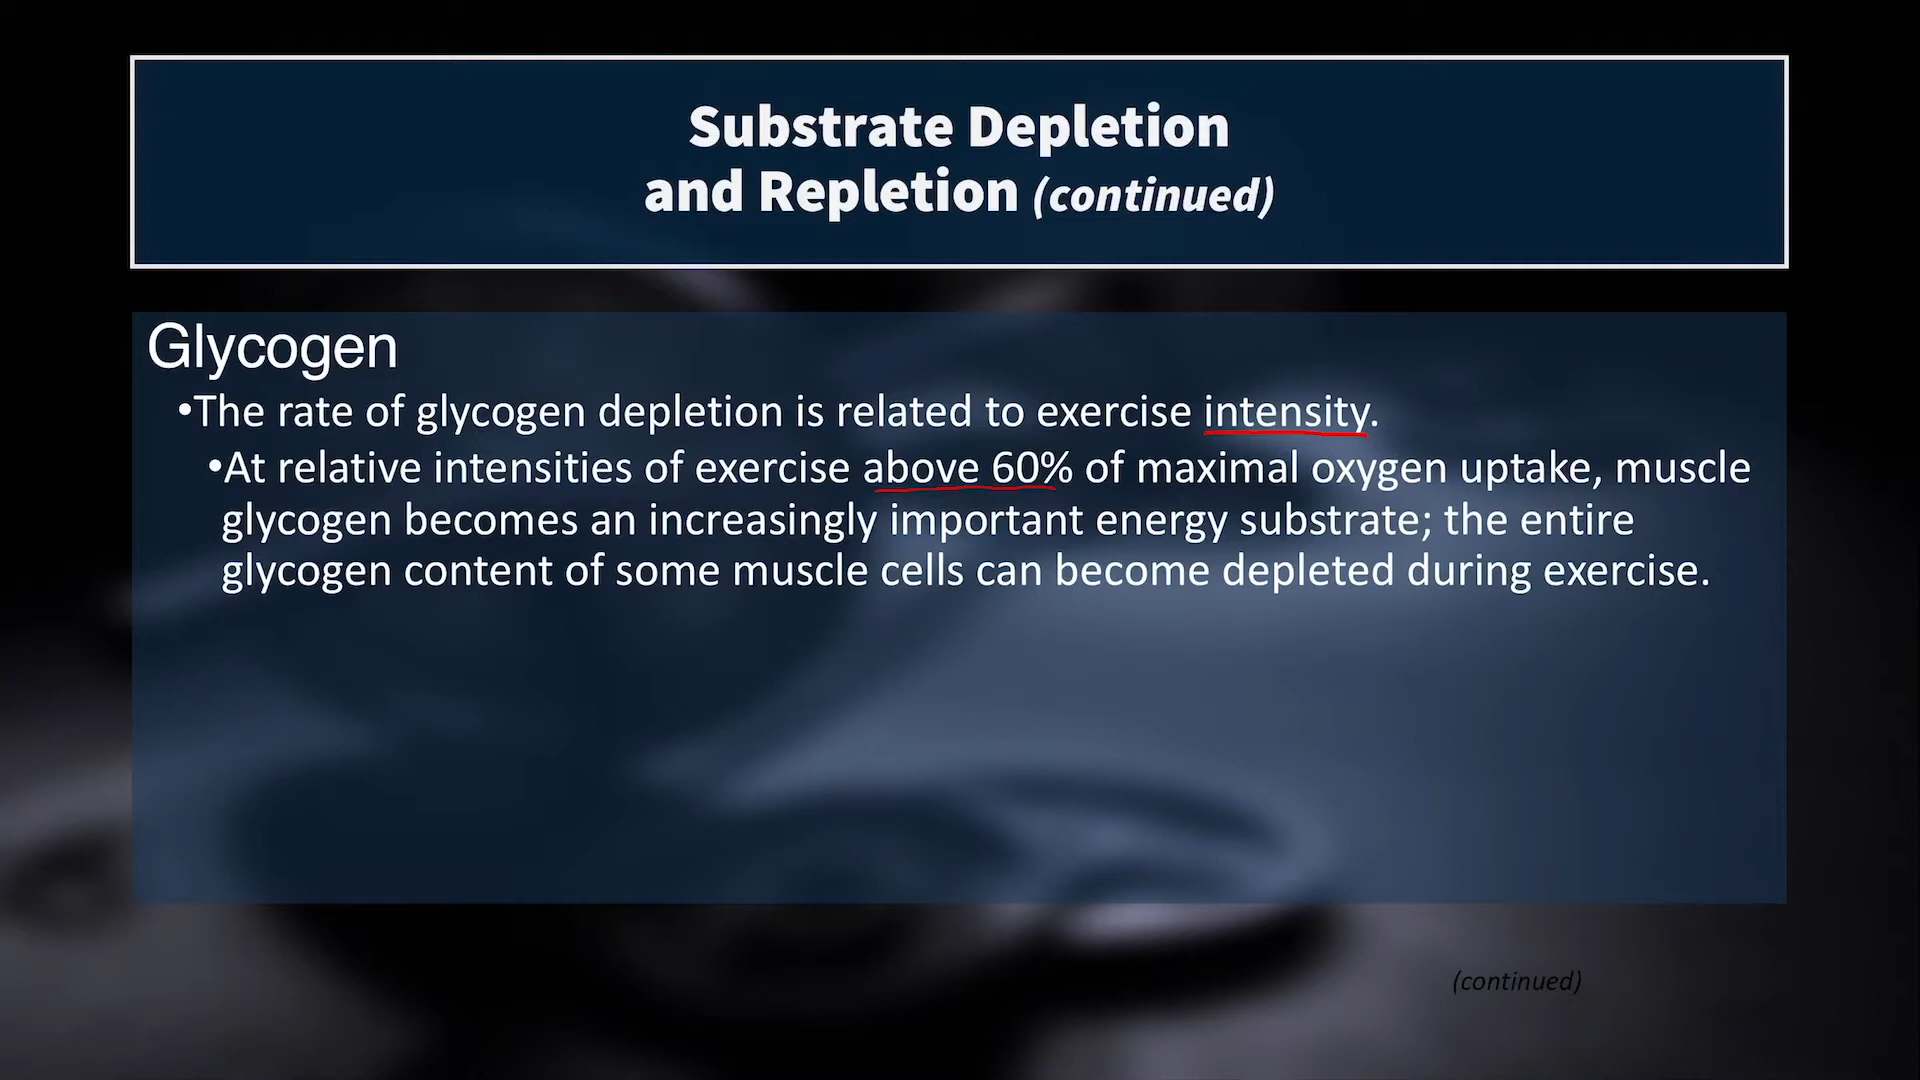 Substrate Depletion
and Repletion (continued)
Glycogen
•The rate of glycogen depletion is related to exercise intensity.
•At relative intensities of exercise above 60% of maximal oxygen uptake, muscle
glycogen becomes an increasingly important energy substrate; the entire
glycogen content of some muscle cells can become depleted during exercise.
(continued)